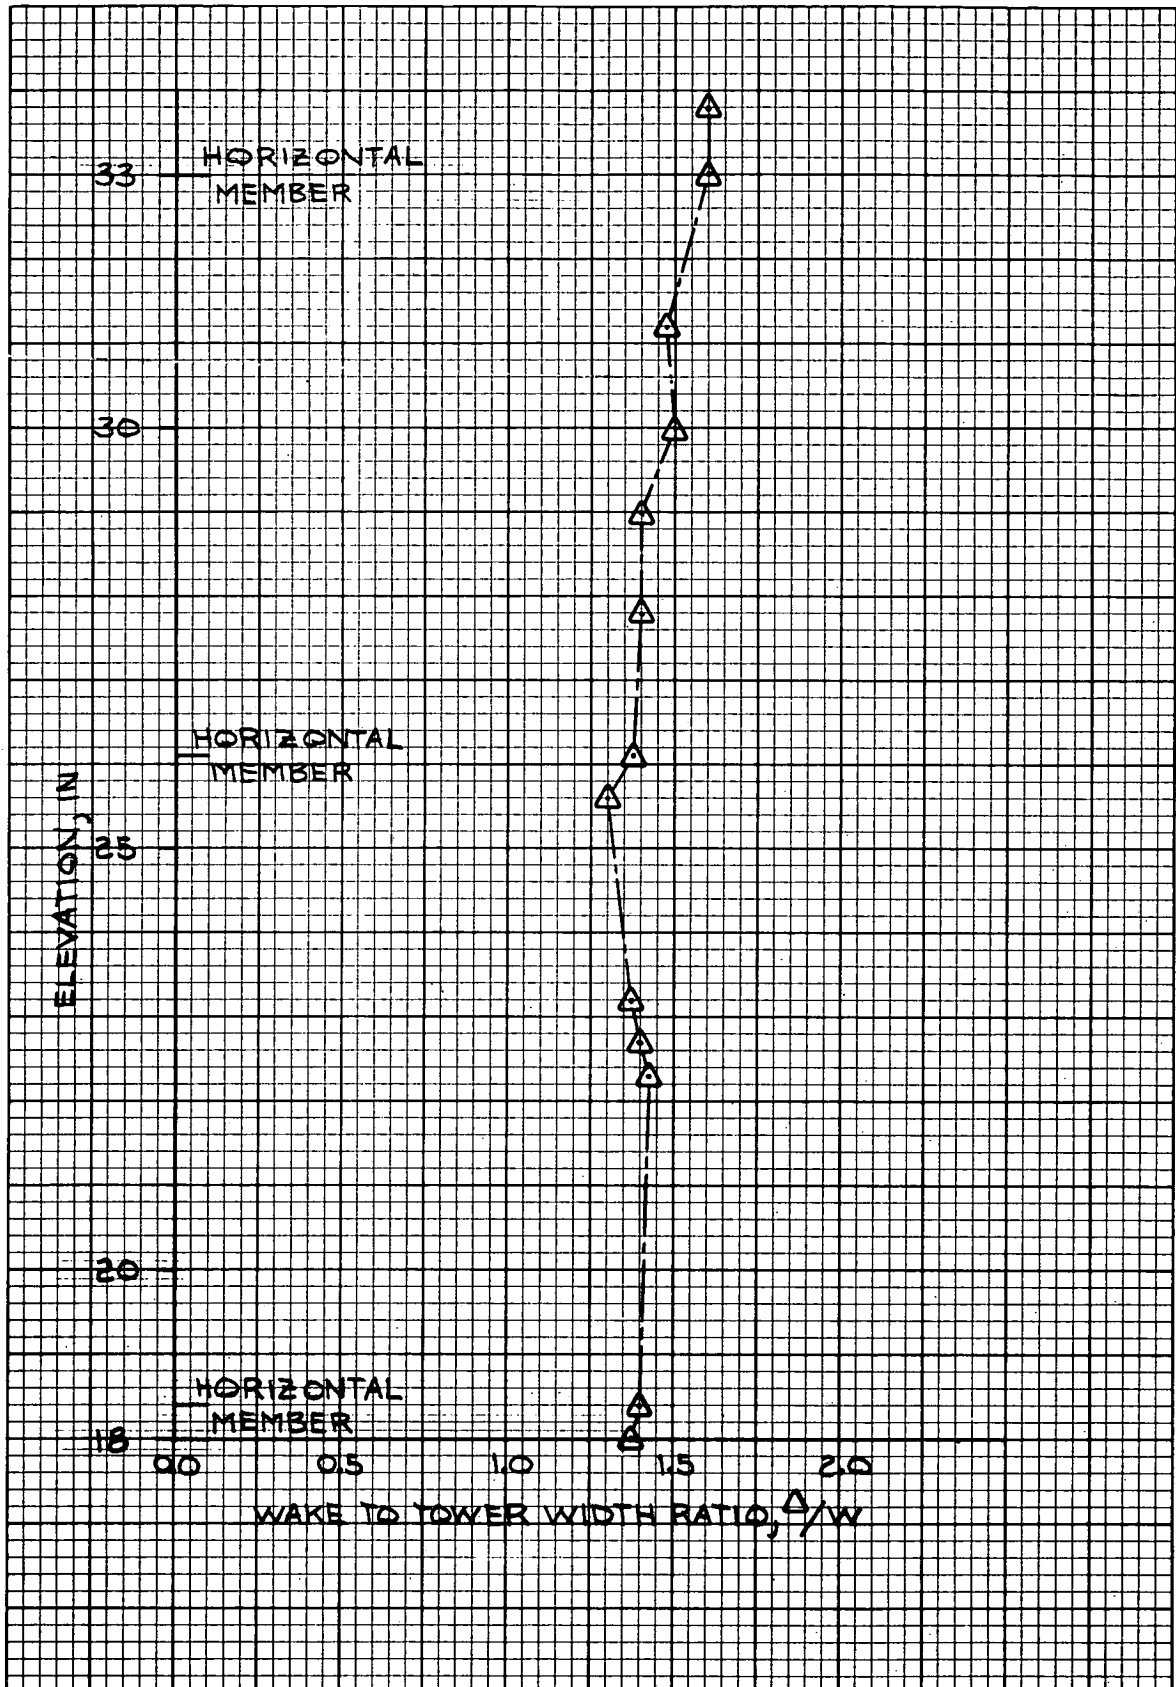 HORIZONTAL
33
MEMBER
30
HORIZONTAL
MEMBER
ELEVATION, IN
25
20
HORIZONTAL
MEMBER
18
0.0 0.5 1.0 1.5 2.0
WAKE TO TOWER WIDTH RATIO, Δ/W